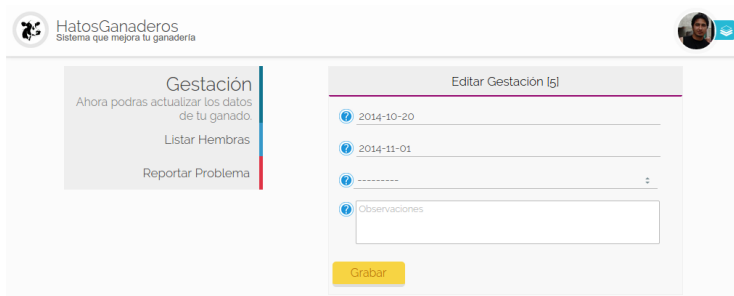 HatosGanaderos
Sistema que mejora tu ganadería
Gestación
Ahora podras actualizar los datos
de tu ganado.
Listar Hembras
Reportar Problema
Editar Gestación [5]
? 2014-10-20
? 2014-11-01
? ---------
? Observaciones
Grabar